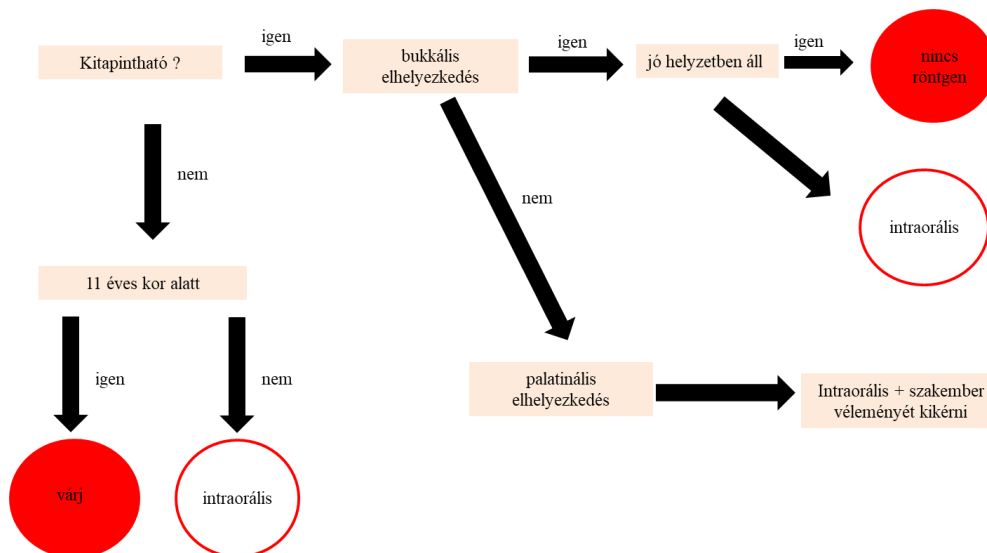 igen
igen
igen
Kitapintható ?
bukkális
elhelyezkedés
jó helyzetben áll
nincs
röntgen
nem
nem
intraorális
11 éves kor alatt
igen
nem
palatinális
elhelyezkedés
Intraorális + szakember
véleményét kikérni
várj
intraorális